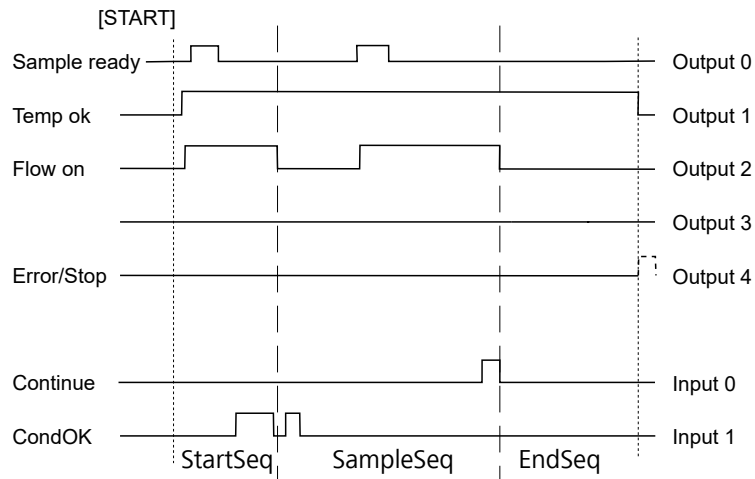 [START]
Sample ready Output 0
Temp ok Output 1
Flow on Output 2
Output 3
Error/Stop Output 4
Continue Input 0
CondOK Input 1
StartSeq SampleSeq EndSeq